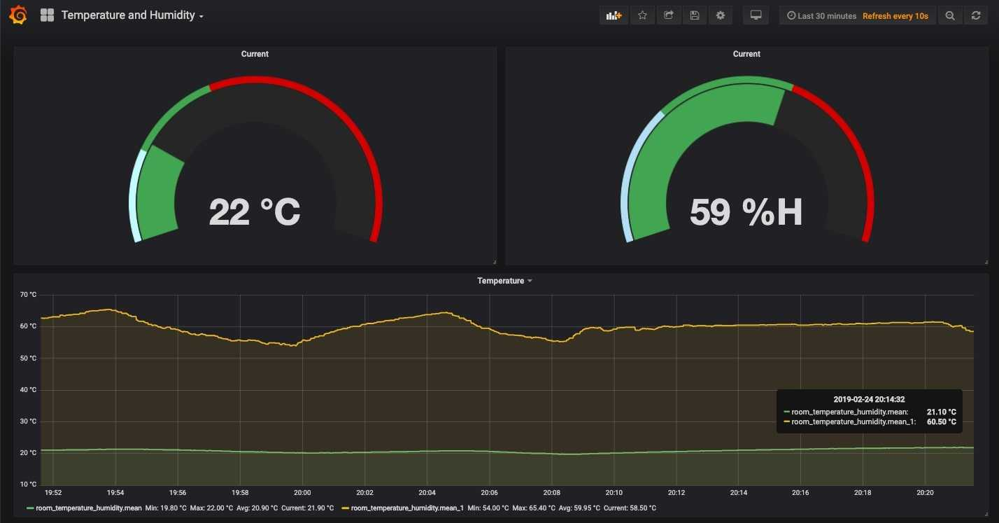 Temperature and Humidity
Last 30 minutes Refresh every 10s
Current
22 °C
Current
59 %H
Temperature
70 °C
60 °C
50 °C
40 °C
30 °C
20 °C
10 °C
19:52 19:54 19:56 19:58 20:00 20:02 20:04 20:06 20:08 20:10 20:12 20:14 20:16 20:18 20:20
2019-02-24 20:14:32
room_temperature_humidity.mean: 21.10 °C
room_temperature_humidity.mean_1: 60.50 °C
room_temperature_humidity.mean Min: 19.80 °C Max: 22.00 °C Avg: 20.90 °C Current: 21.90 °C room_temperature_humidity.mean_1 Min: 54.00 °C Max: 65.40 °C Avg: 59.95 °C Current: 58.50 °C